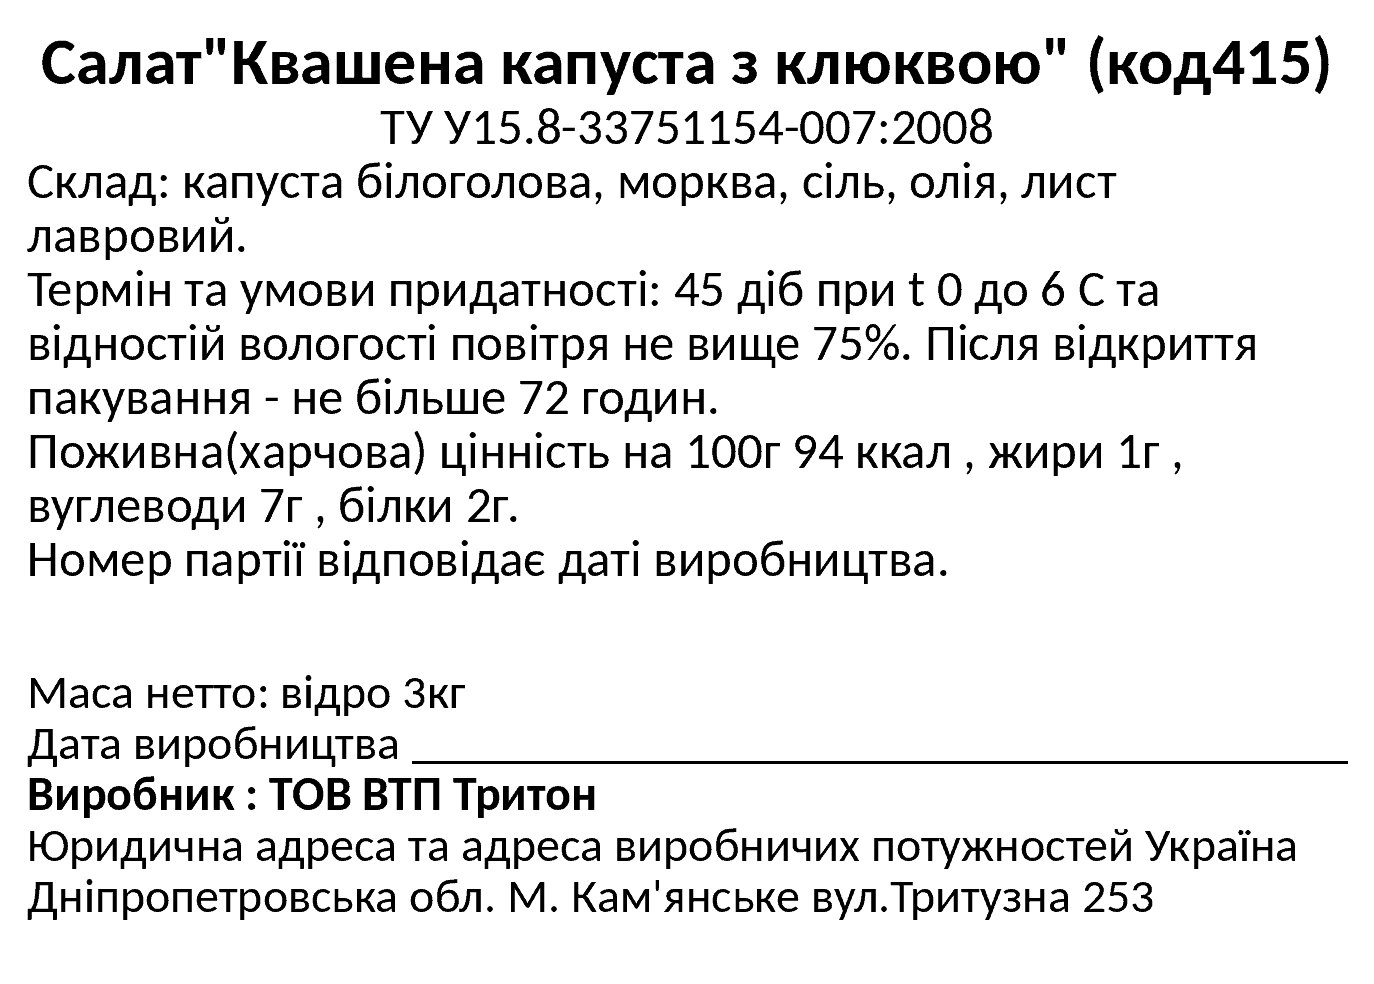 Салат"Квашена капуста з клюквою" (код415)
ТУ У15.8-33751154-007:2008
Склад: капуста білоголова, морква, сіль, олія, лист
лавровий.
Термін та умови придатності: 45 діб при t 0 до 6 С та
відностій вологості повітря не вище 75%. Після відкриття
пакування - не більше 72 годин.
Поживна(харчова) цінність на 100г 94 ккал , жири 1г ,
вуглеводи 7г , білки 2г.
Номер партії відповідає даті виробництва.
Маса нетто: відро 3кг
Дата виробництва
Виробник : ТОВ ВТП Тритон
Юридична адреса та адреса виробничих потужностей Україна
Дніпропетровська обл. М. Кам'янське вул.Тритузна 253